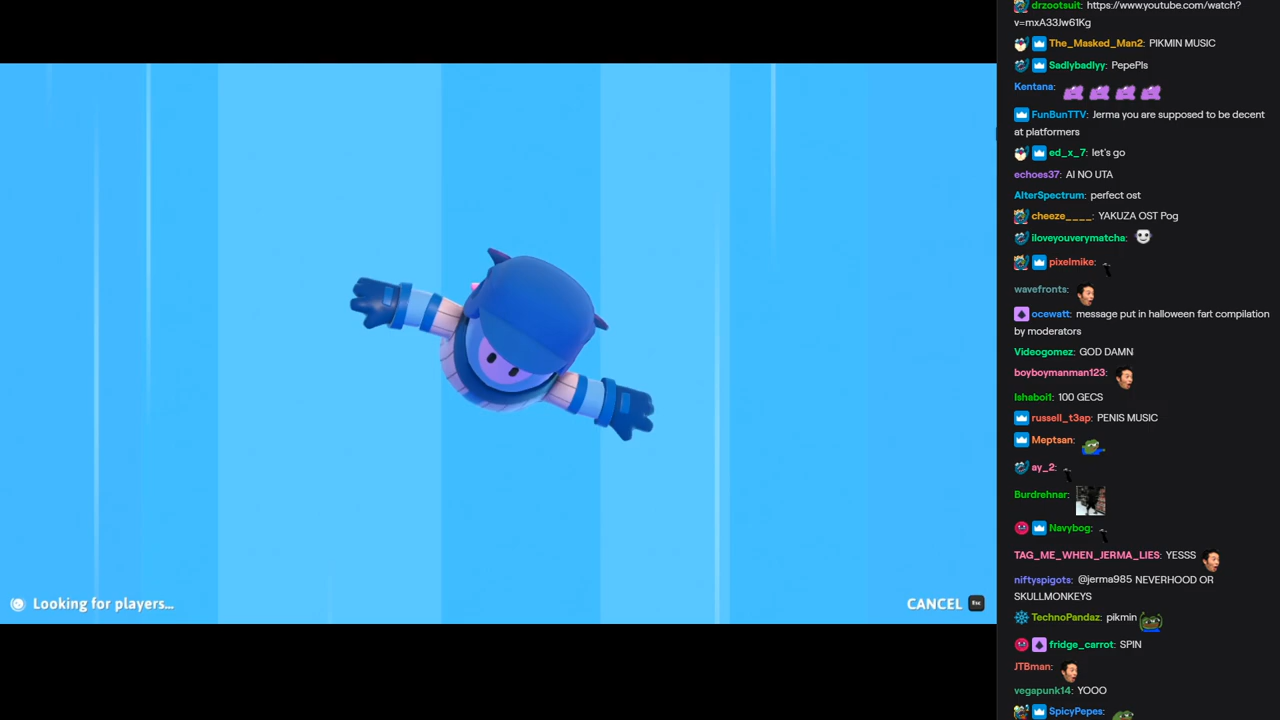 drzootsuit: https://www.youtube.com/watch?
v=mxA33Jw61Kg
The_Masked_Man2: PIKMIN MUSIC
Sadlybadlyy: PepePls
Kentana:
FunBunTTV: Jerma you are supposed to be decent
at platformers
ed_x_7: let's go
echoes37: AI NO UTA
AlterSpectrum: perfect ost
cheeze____: YAKUZA OST Pog
iloveyouverymatcha:
pixelmike:
wavefronts:
ocewatt: message put in halloween fart compilation
by moderators
Videogomez: GOD DAMN
boyboymanman123:
Ishaboi1: 100 GECS
russell_t3ap: PENIS MUSIC
Meptsan:
ay_2:
Burdrehnar:
Navybog:
TAG_ME_WHEN_JERMA_LIES: YESSS
niftyspigots: @jerma985 NEVERHOOD OR
SKULLMONKEYS
TechnoPandaz: pikmin
fridge_carrot: SPIN
JTBman:
vegapunk14: YOOO
SpicyPepes:
Looking for players...
CANCEL Esc